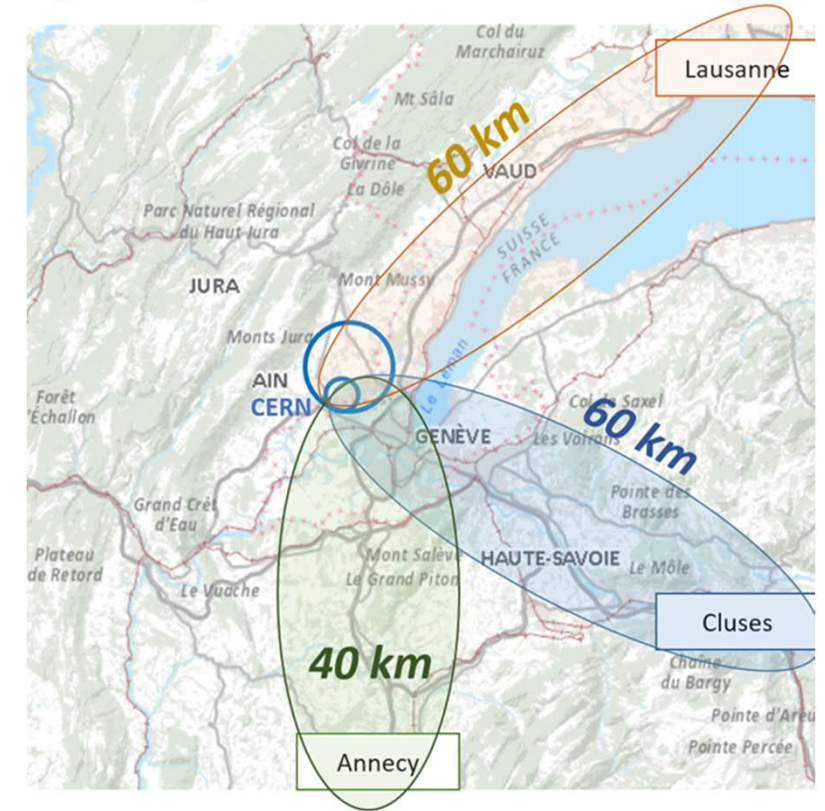 Col du
Marchairuz
Lausanne
Mt Sâla
60 km
Col de la
Givrine
VAUD
La Dôle
Parc Naturel Régional
du Haut Jura
SUISSE
FRANCE
JURA
Mont Mussy
Monts Jura
Le Léman
AIN
CERN
Forêt
d'Échallon
Col de Saxel
60 km
GENÈVE
Les Voirons
Grand Crêt
d'Eau
Pointe des
Brasses
Plateau
de Retord
Mont Salève
Le Grand Piton
HAUTE-SAVOIE
Le Môle
Le Vuache
Cluses
40 km
Chaîne
du Bargy
Pointe d'Areu
Pointe Percée
Annecy